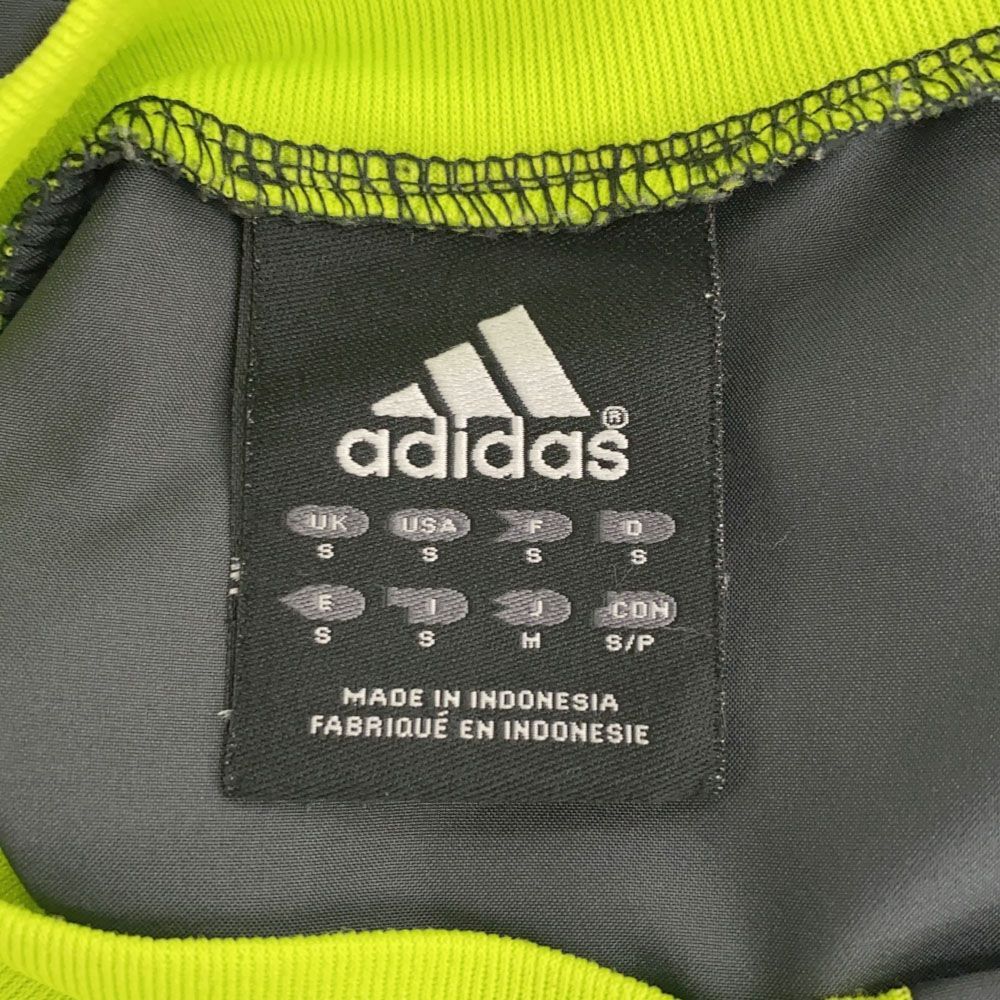 adidas®
UK USA F D
S S S S
E I J CDN
S S M S/P
MADE IN INDONESIA
FABRIQUÉ EN INDONESIE